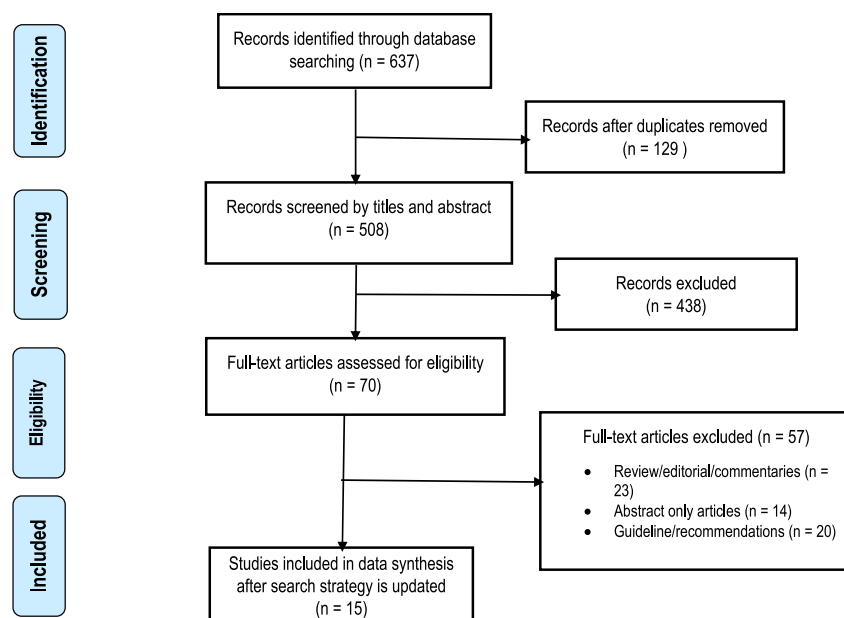 Identification
Records identified through database
searching (n = 637)
Records after duplicates removed
(n = 129 )
Screening
Records screened by titles and abstract
(n = 508)
Records excluded
(n = 438)
Eligibility
Full-text articles assessed for eligibility
(n = 70)
Full-text articles excluded (n = 57)
• Review/editorial/commentaries (n =
23)
• Abstract only articles (n = 14)
• Guideline/recommendations (n = 20)
Included
Studies included in data synthesis
after search strategy is updated
(n = 15)